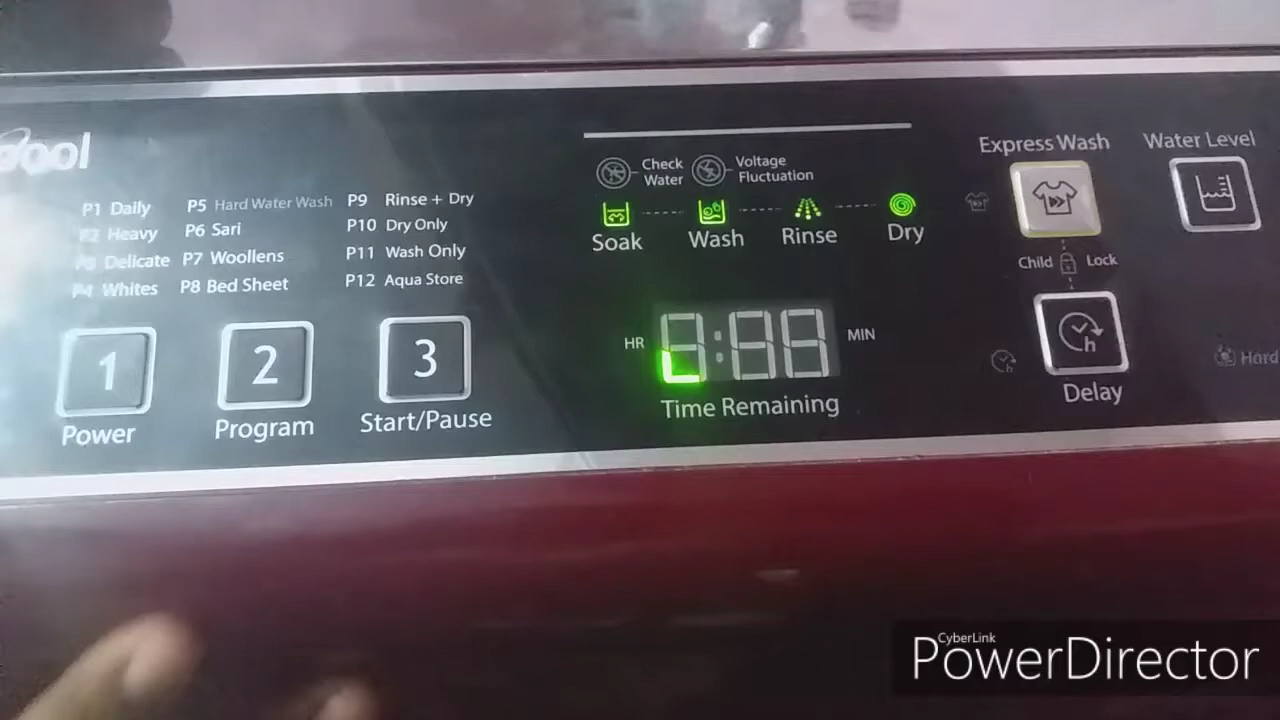 P1 Daily
P2 Heavy
P3 Delicate
P4 Whites
P5 Hard Water Wash
P6 Sari
P7 Woollens
P8 Bed Sheet
P9 Rinse + Dry
P10 Dry Only
P11 Wash Only
P12 Aqua Store
1
Power
2
Program
3
Start/Pause
Check
Water
Voltage
Fluctuation
Soak
Wash
Rinse
Dry
HR
MIN
Time Remaining
Express Wash
Child Lock
h
Delay
Water Level
Hard
CyberLink
PowerDirector